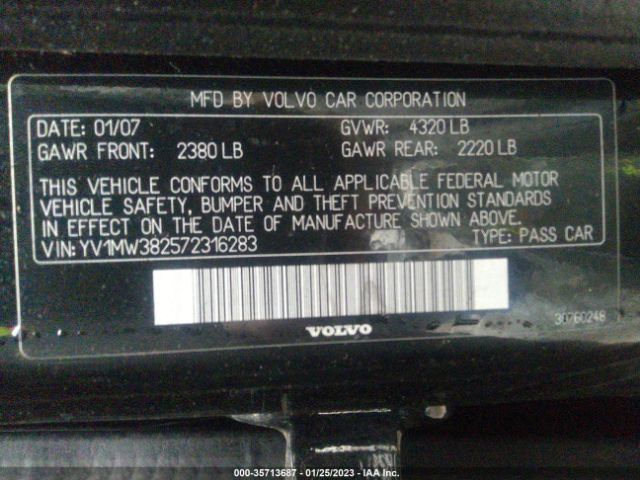 MFD BY VOLVO CAR CORPORATION
DATE: 01/07 GVWR: 4320 LB
GAWR FRONT: 2380 LB GAWR REAR: 2220 LB
THIS VEHICLE CONFORMS TO ALL APPLICABLE FEDERAL MOTOR
VEHICLE SAFETY, BUMPER AND THEFT PREVENTION STANDARDS
IN EFFECT ON THE DATE OF MANUFACTURE SHOWN ABOVE.
VIN: YV1MW382572316283 TYPE: PASS CAR
VOLVO
30760248
000-35713687 - 01/25/2023 - IAA Inc.